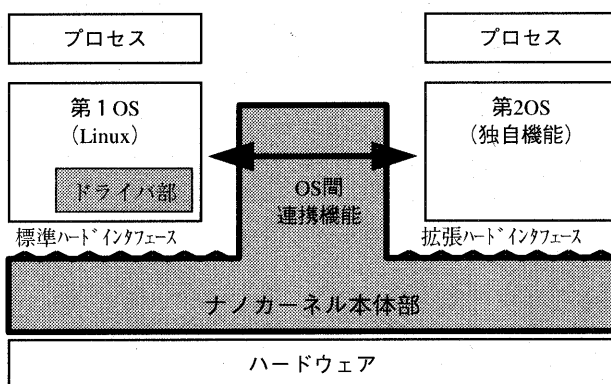 プロセス
プロセス
第１OS
(Linux)
ドライバ部
第2OS
(独自機能)
OS間
連携機能
標準ハードインタフェース
拡張ハードインタフェース
ナノカーネル本体部
ハードウェア